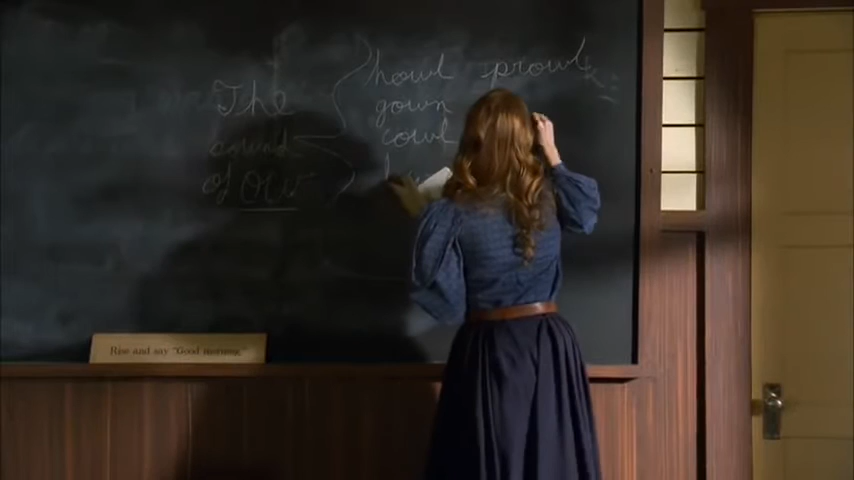 The howl prowl
gown
sound cowl
of ow
Rise and say "Good morning."